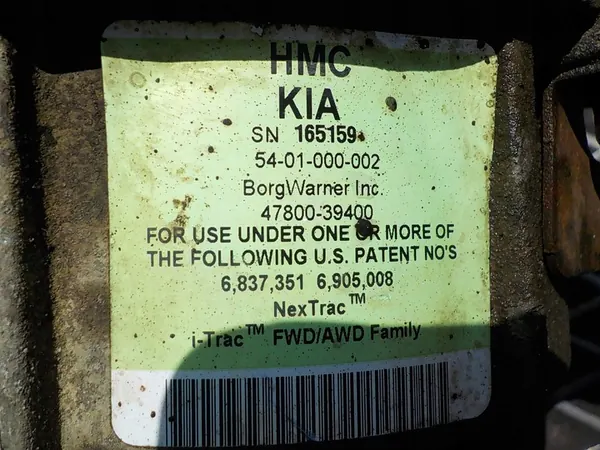 HMC
KIA
SN 165159
54-01-000-002
BorgWarner Inc.
47800-39400
FOR USE UNDER ONE OR MORE OF
THE FOLLOWING U.S. PATENT NO'S
6,837,351 6,905,008
NexTrac™
i-Trac™ FWD/AWD Family